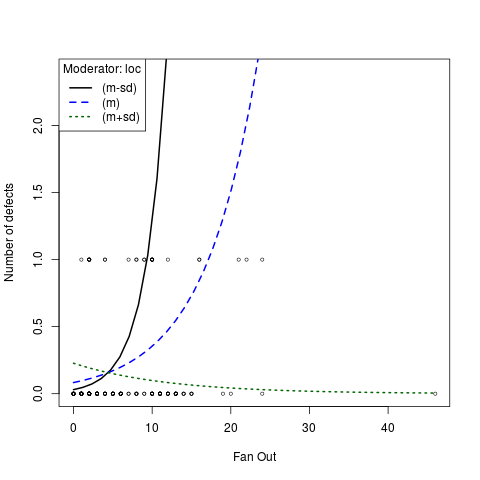 Moderator: loc
(m-sd)
(m)
(m+sd)
Number of defects
2.0
1.5
1.0
0.5
0.0
0 10 20 30 40
Fan Out